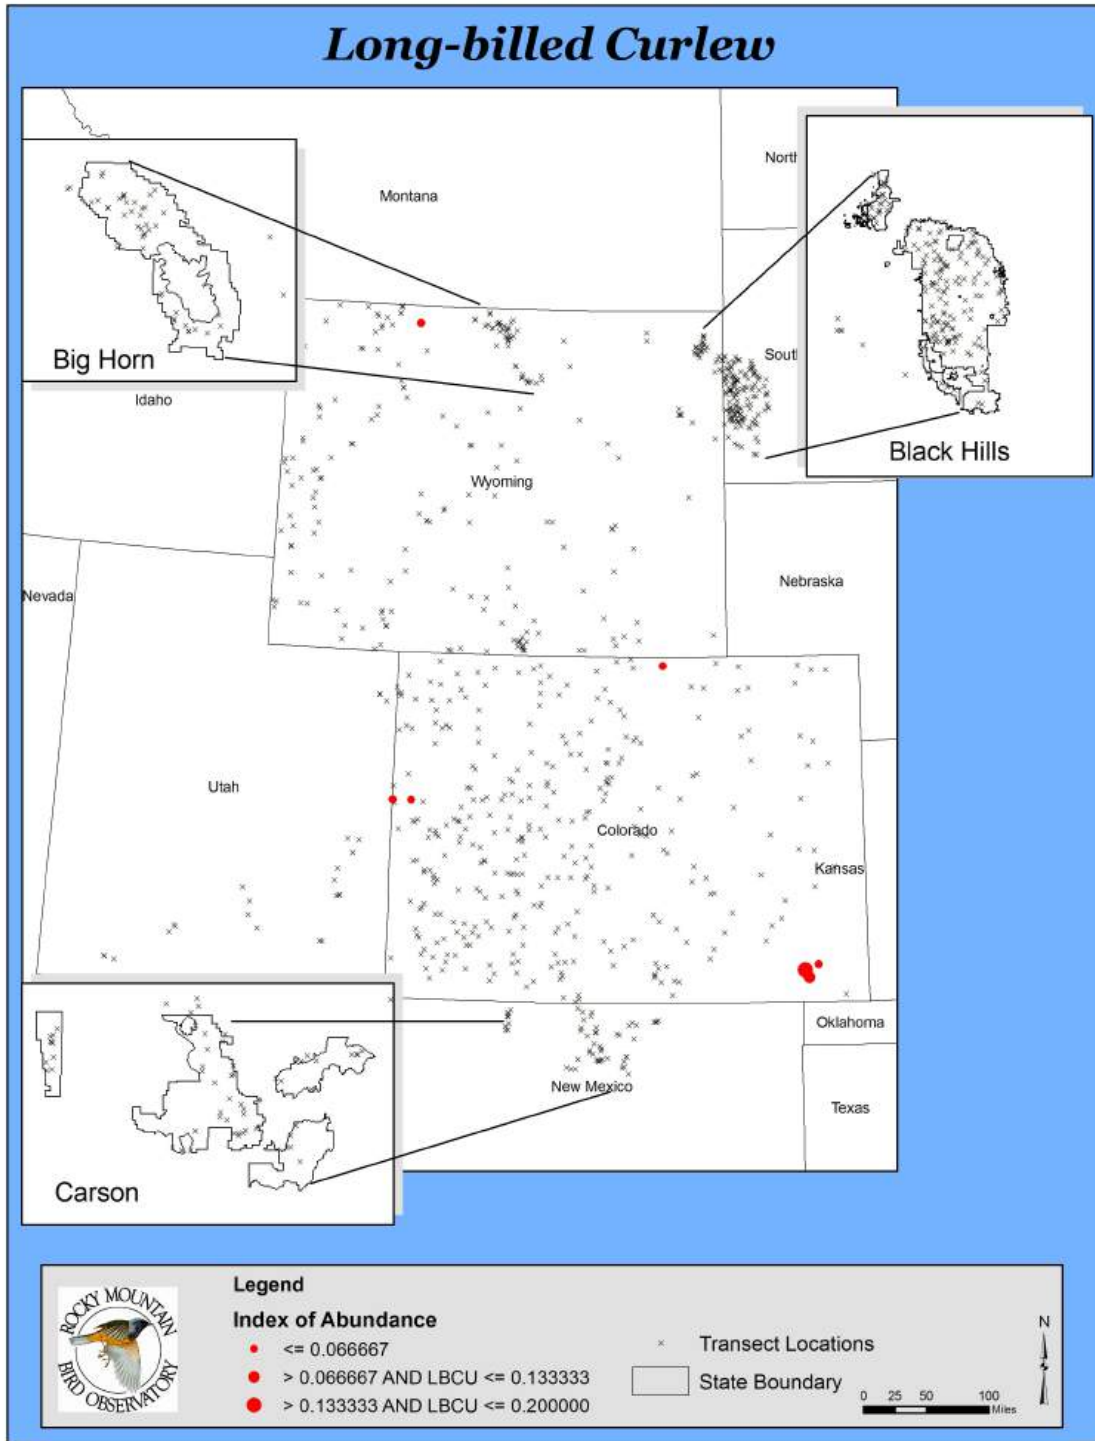 Long-billed Curlew
Montana
North
Big Horn
Idaho
South
Black Hills
Wyoming
Nevada
Nebraska
Utah
Colorado
Kansas
Oklahoma
New Mexico
Texas
Carson
ROCKY MOUNTAIN
BIRD OBSERVATORY
Legend
Index of Abundance
<= 0.066667
> 0.066667 AND LBCU <= 0.133333
> 0.133333 AND LBCU <= 0.200000
Transect Locations
State Boundary
N
0 25 50 100
Miles